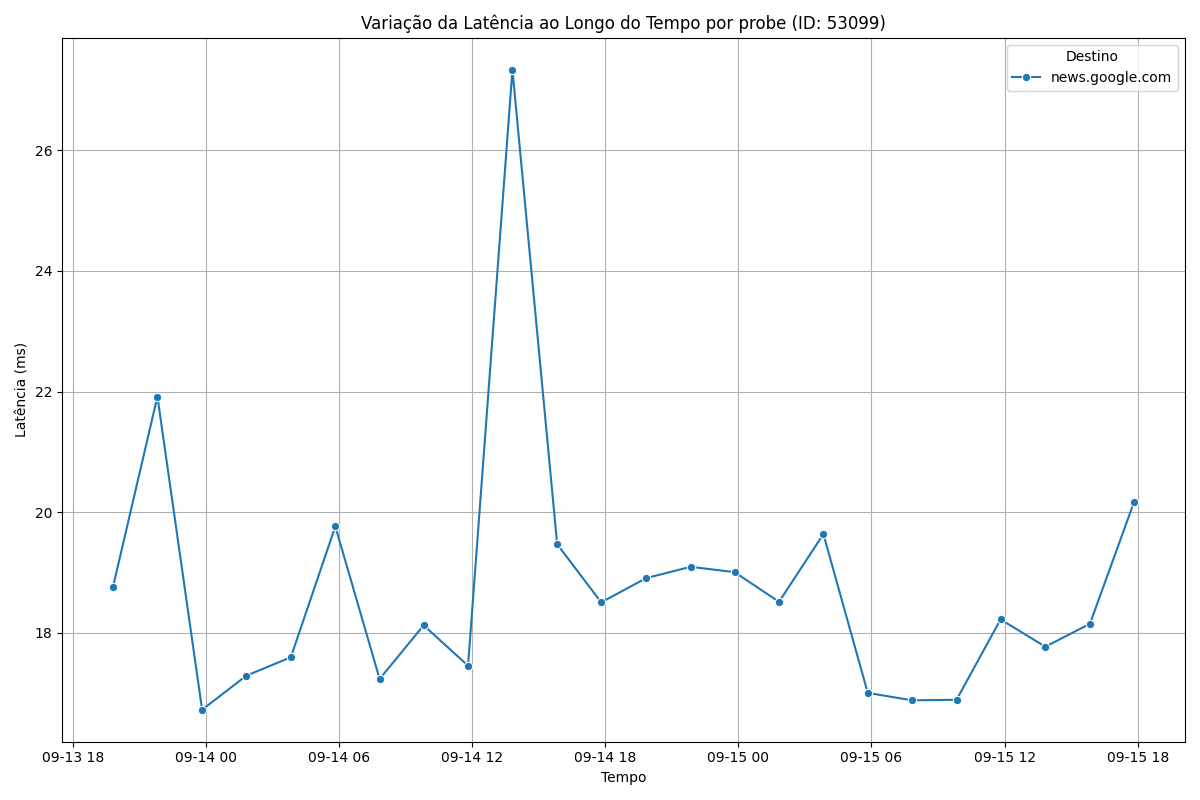 Variação da Latência ao Longo do Tempo por probe (ID: 53099)
Destino
news.google.com
Latência (ms)
26
24
22
20
18
09-13 18
09-14 00
09-14 06
09-14 12
09-14 18
09-15 00
09-15 06
09-15 12
09-15 18
Tempo